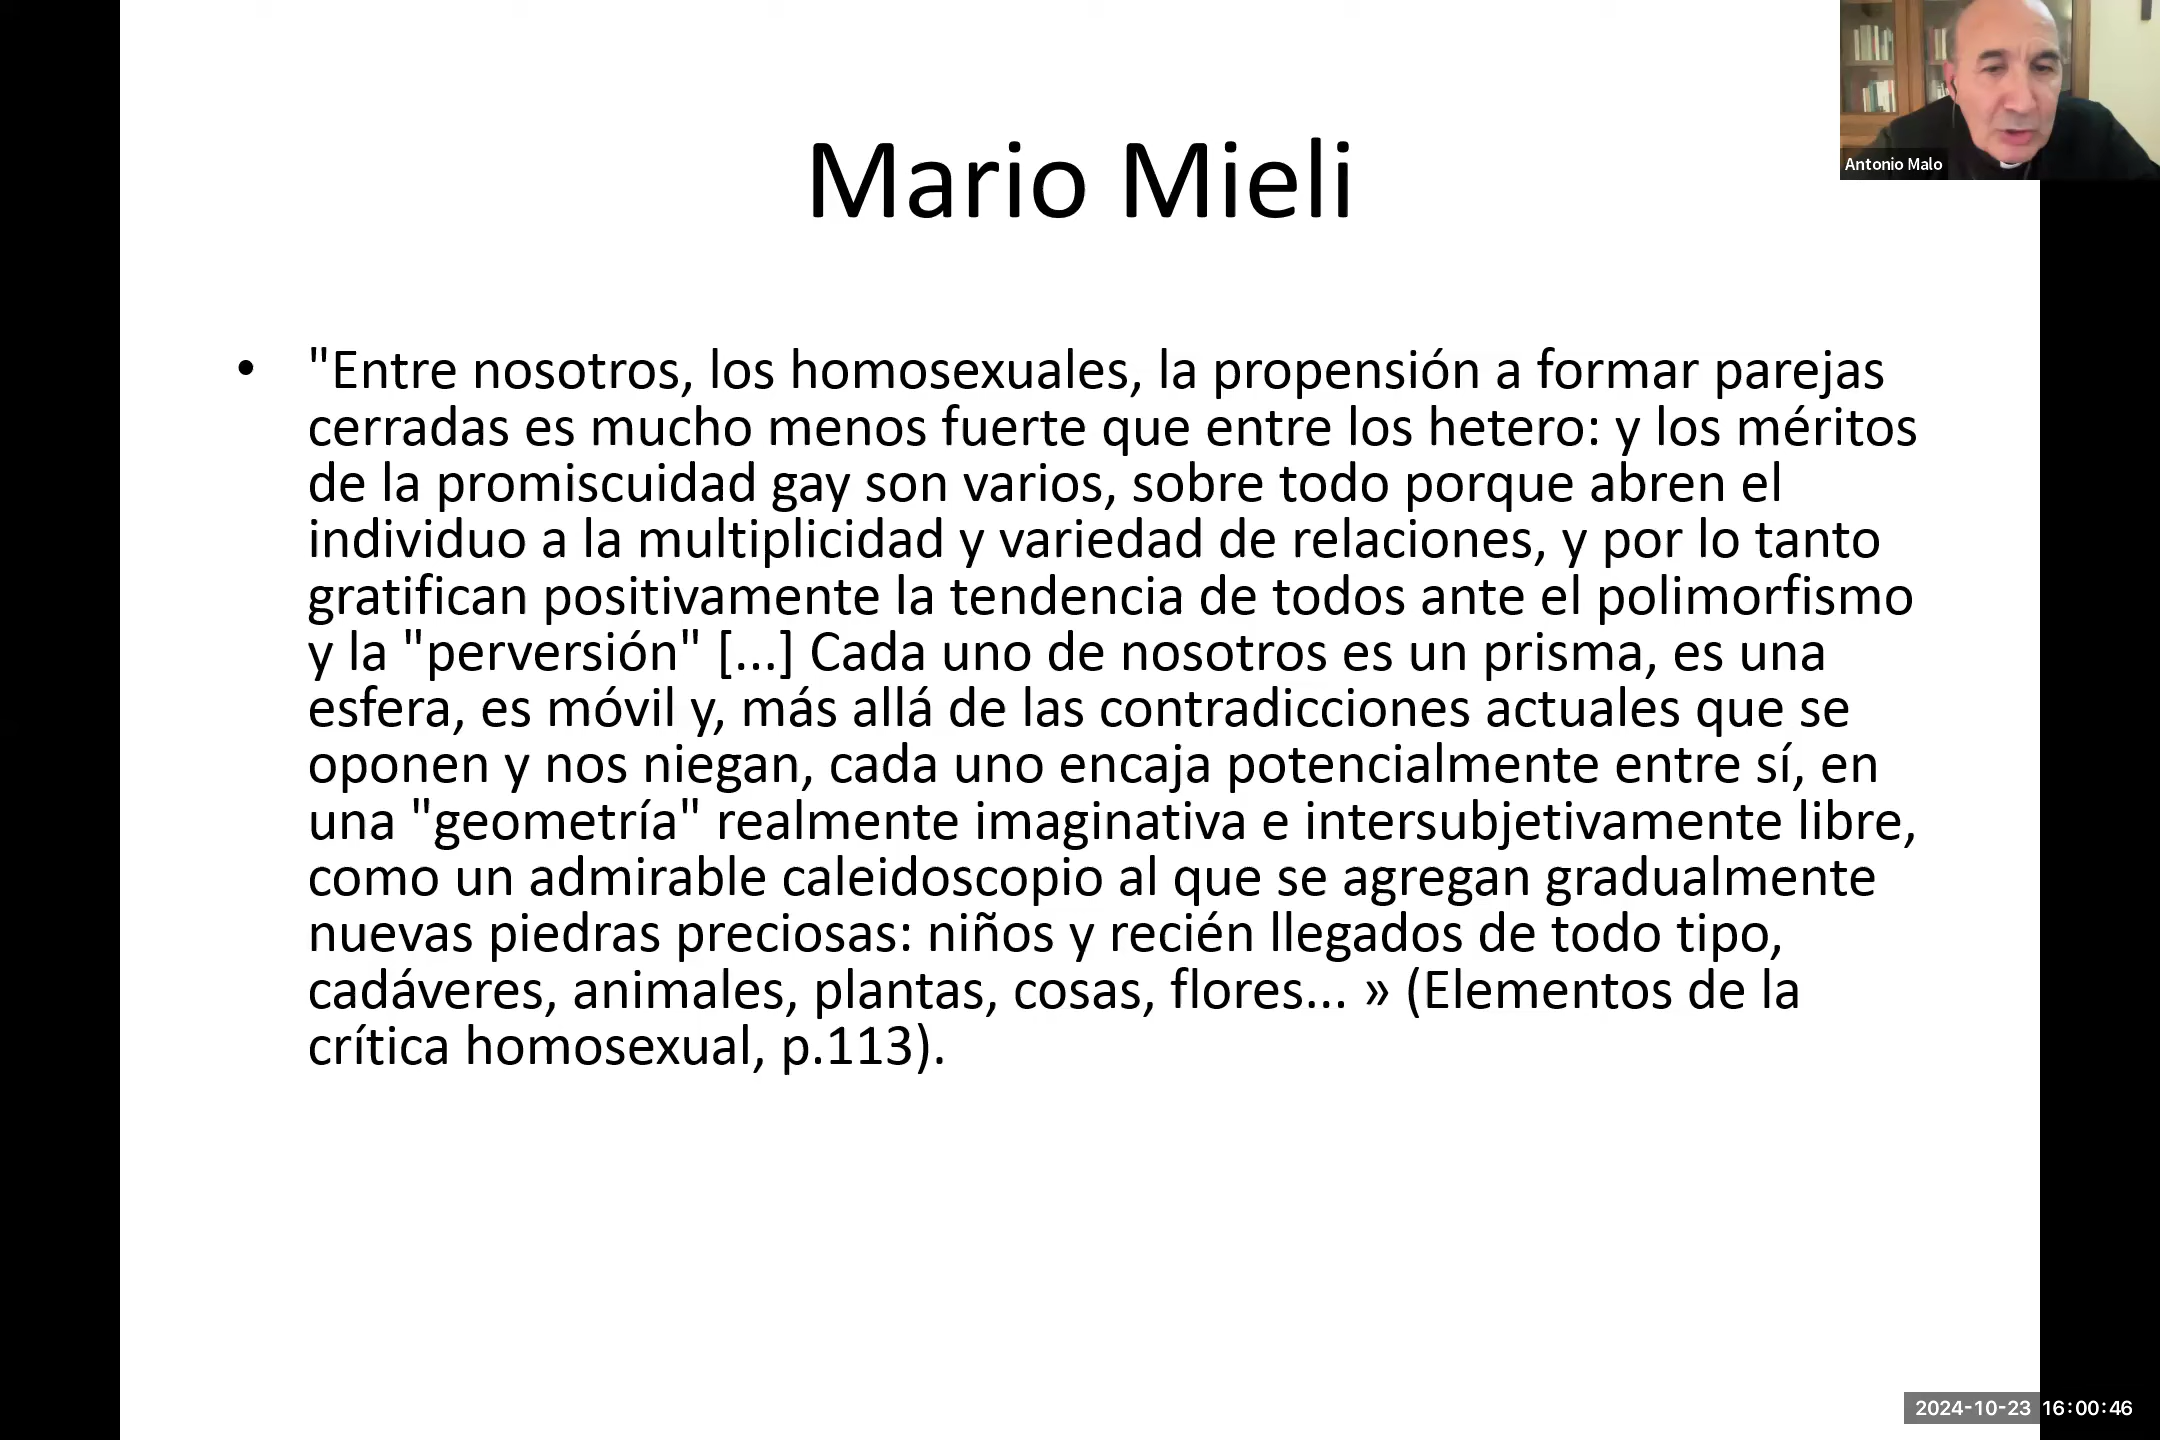 Mario Mieli
Antonio Malo
• "Entre nosotros, los homosexuales, la propensión a formar parejas
cerradas es mucho menos fuerte que entre los hetero: y los méritos
de la promiscuidad gay son varios, sobre todo porque abren el
individuo a la multiplicidad y variedad de relaciones, y por lo tanto
gratifican positivamente la tendencia de todos ante el polimorfismo
y la "perversión" [...] Cada uno de nosotros es un prisma, es una
esfera, es móvil y, más allá de las contradicciones actuales que se
oponen y nos niegan, cada uno encaja potencialmente entre sí, en
una "geometría" realmente imaginativa e intersubjetivamente libre,
como un admirable caleidoscopio al que se agregan gradualmente
nuevas piedras preciosas: niños y recién llegados de todo tipo,
cadáveres, animales, plantas, cosas, flores... » (Elementos de la
crítica homosexual, p.113).
2024-10-23 16:00:46